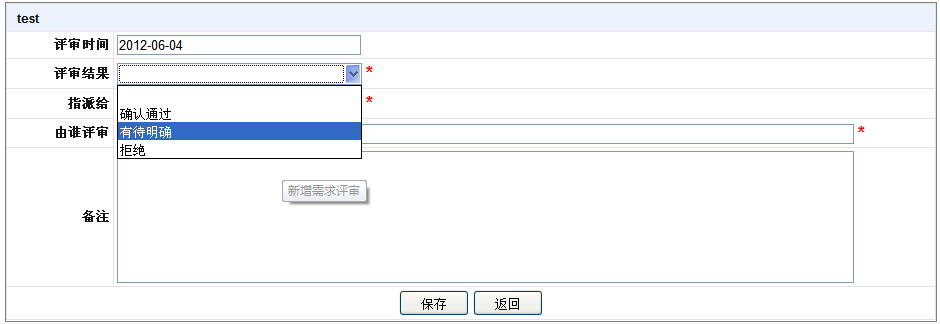 test
评审时间 2012-06-04
评审结果 *
确认通过
有待明确
拒绝
指派给 *
由谁评审 *
新增需求评审
备注
保存 返回